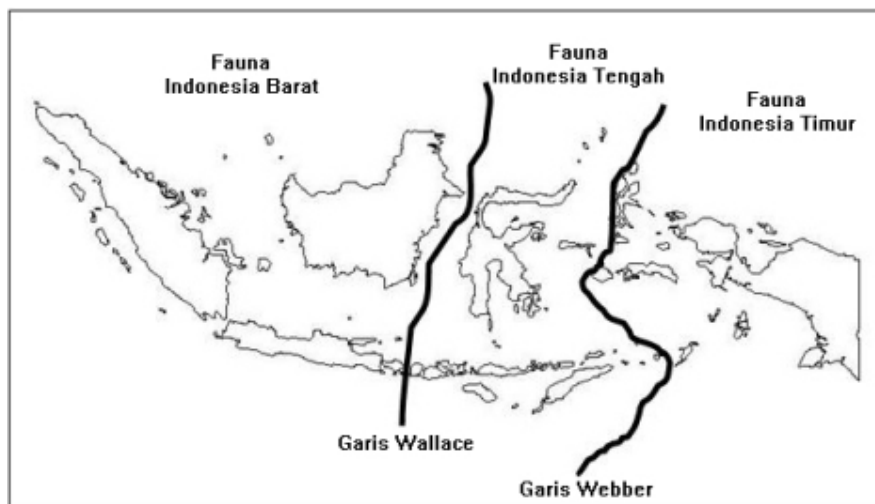 Fauna
Indonesia Barat
Fauna
Indonesia Tengah
Fauna
Indonesia Timur
Garis Wallace
Garis Webber